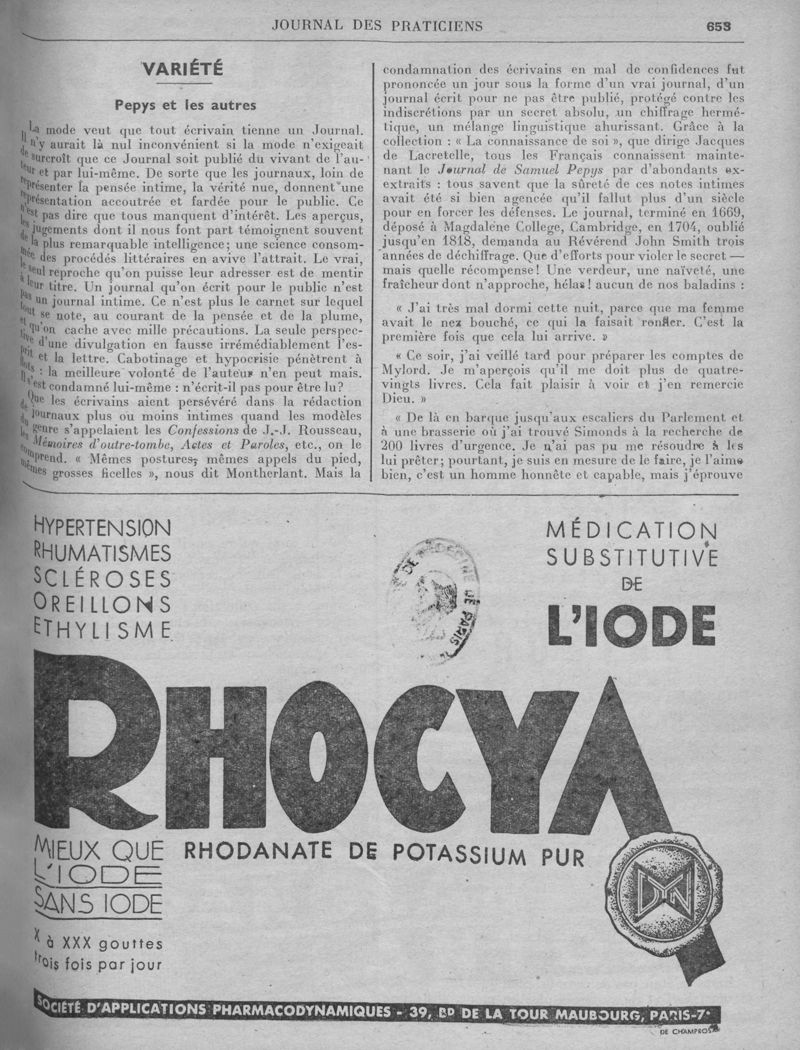 JOURNAL DES PRATICIENS 653
VARIÉTÉ
Pepys et les autres
La mode veut que tout écrivain tienne un Journal.
Il n'y aurait là nul inconvénient si la mode n'exigeait
de surcroît que ce Journal soit publié du vivant de l'au-
teur et par lui-même. De sorte que les journaux, loin de
représenter la pensée intime, la vérité nue, donnent une
représentation accoutrée et fardée pour le public. Ce
n'est pas dire que tous manquent d'intérêt. Les aperçus,
les jugements dont il nous font part témoignent souvent
de la plus remarquable intelligence; une science consom-
mée des procédés littéraires en avive l'attrait. Le vrai,
le seul reproche qu'on puisse leur adresser est de mentir
à leur titre. Un journal qu'on écrit pour le public n'est
pas un journal intime. Ce n'est plus le carnet sur lequel
tout se note, au courant de la pensée et de la plume,
et qu'on cache avec mille précautions. La seule perspec-
tive d'une divulgation en fausse irrémédiablement l'es-
prit et la lettre. Cabotinage et hypocrisie pénètrent à
flots : la meilleure volonté de l'auteur n'en peut mais.
Il s'est condamné lui-même : n'écrit-il pas pour être lu?
Que les écrivains aient persévéré dans la rédaction
de journaux plus ou moins intimes quand les modèles
du genre s'appelaient les Confessions de J.-J. Rousseau,
les Mémoires d'outre-tombe, Actes et Paroles, etc., on le
comprend. « Mêmes postures, mêmes appels du pied,
mêmes grosses ficelles », nous dit Montherlant. Mais la
condamnation des écrivains en mal de confidences fut
prononcée un jour sous la forme d'un vrai journal, d'un
journal écrit pour ne pas être publié, protégé contre les
indiscrétions par un secret absolu, un chiffrage hermé-
tique, un mélange linguistique ahurissant. Grâce à la
collection : « La connaissance de soi », que dirige Jacques
de Lacretelle, tous les Français connaissent mainte-
nant le Journal de Samuel Pepys par d'abondants ex-
extraits : tous savent que la sûreté de ces notes intimes
avait été si bien agencée qu'il fallut plus d'un siècle
pour en forcer les défenses. Le journal, terminé en 1669,
déposé à Magdalene College, Cambridge, en 1704, oublié
jusqu'en 1818, demanda au Révérend John Smith trois
années de déchiffrage. Que d'efforts pour violer le secret —
mais quelle récompense! Une verdeur, une naïveté, une
fraîcheur dont n'approche, hélas! aucun de nos baladins :
« J'ai très mal dormi cette nuit, parce que ma femme
avait le nez bouché, ce qui la faisait ronfler. C'est la
première fois que cela lui arrive. »
« Ce soir, j'ai veillé tard pour préparer les comptes de
Mylord. Je m'aperçois qu'il me doit plus de quatre-
vingts livres. Cela fait plaisir à voir et j'en remercie
Dieu. »
« De là en barque jusqu'aux escaliers du Parlement et
à une brasserie où j'ai trouvé Simonds à la recherche de
200 livres d'urgence. Je n'ai pas pu me résoudre à les
lui prêter; pourtant, je suis en mesure de le faire, je l'aime
bien, c'est un homme honnête et capable, mais j'éprouve
HYPERTENSION
RHUMATISMES
SCLÉROSES
OREILLONS
ETHYLISME
MÉDICATION
SUBSTITUTIVE
DE
L'IODE
DE PARIS
RHOCYA
MIEUX QUE
L'IODE
SANS IODE
RHODANATE DE POTASSIUM PUR
X à XXX gouttes
trois fois par jour
DYN
SOCIÉTÉ D'APPLICATIONS PHARMACODYNAMIQUES - 39, BD DE LA TOUR MAUBOURG, PARIS-7e